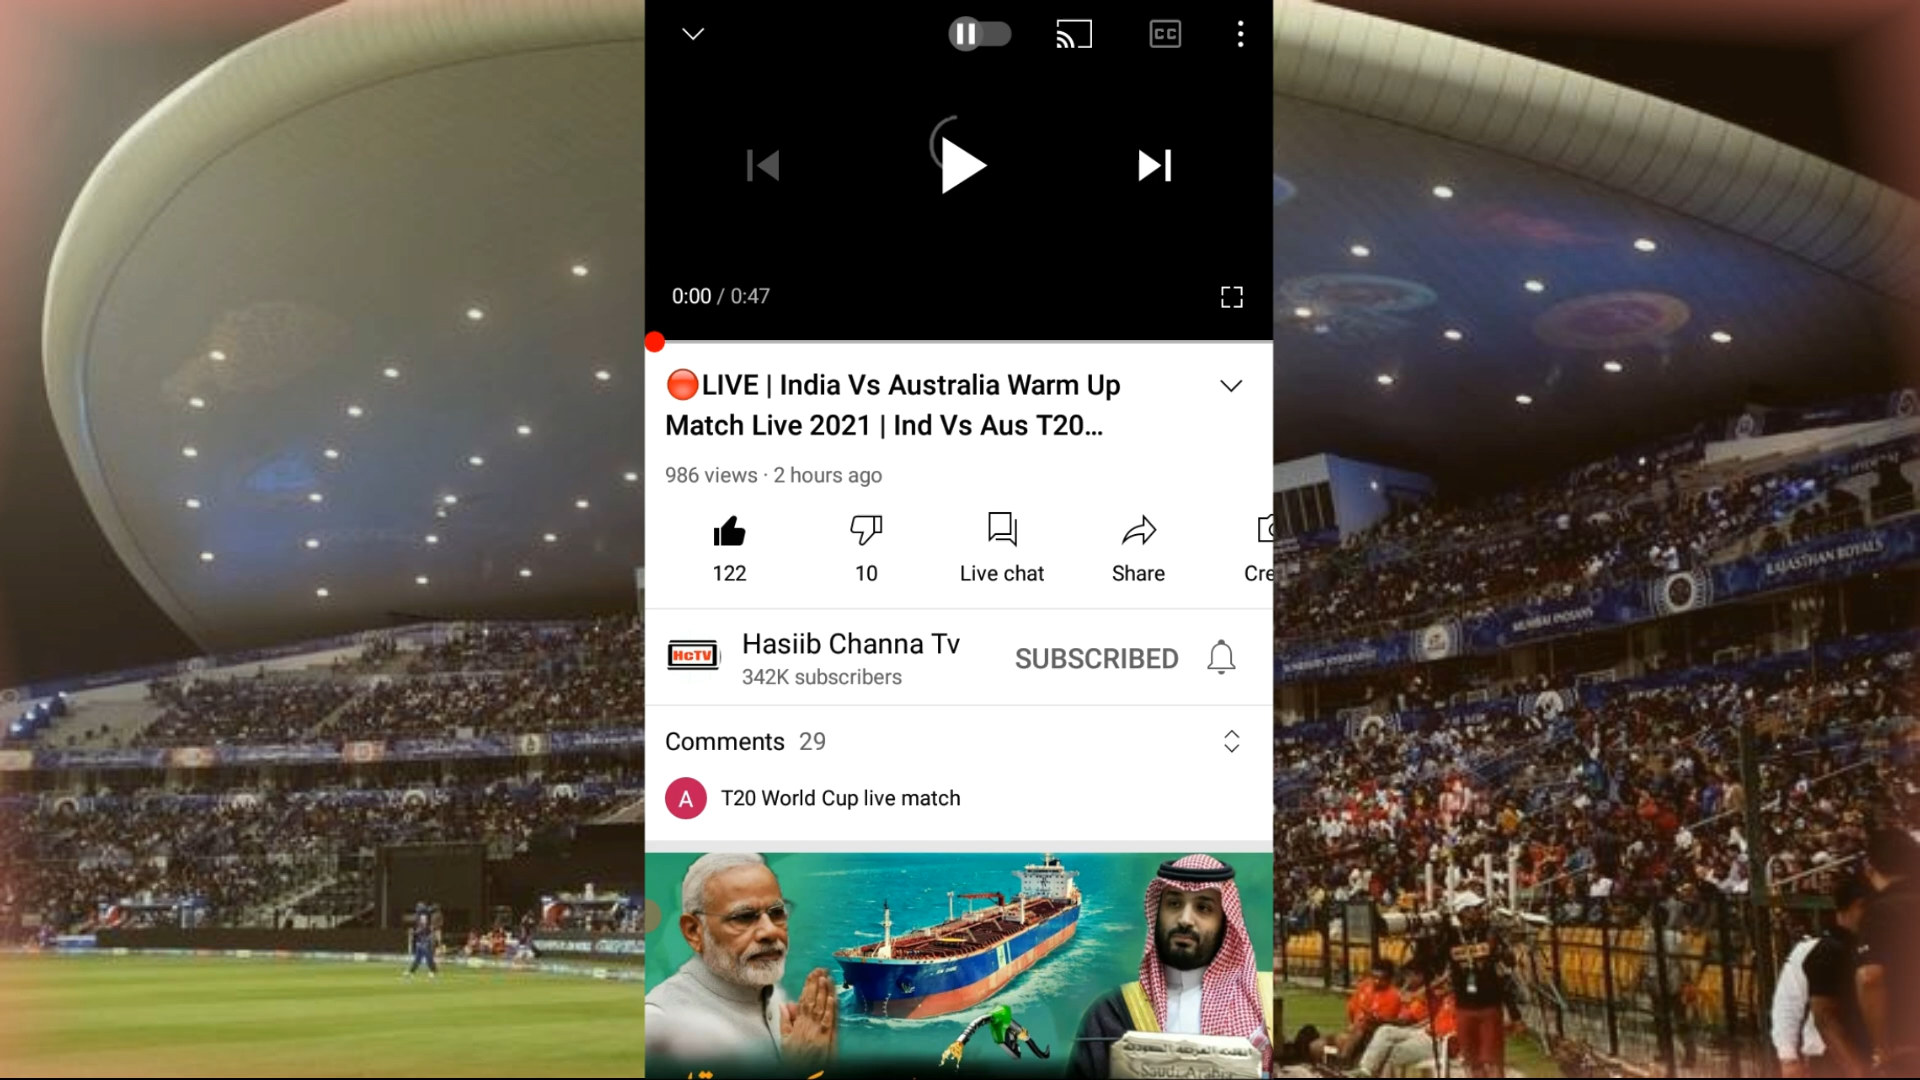 CC
0:00 / 0:47
🔴LIVE | India Vs Australia Warm Up
Match Live 2021 | Ind Vs Aus T20...
986 views · 2 hours ago
122
10
Live chat
Share
Cre
HcTV
Hasiib Channa Tv
342K subscribers
SUBSCRIBED
Comments 29
A
T20 World Cup live match
RAJASTHAN ROYALS
MUMBAI INDIANS